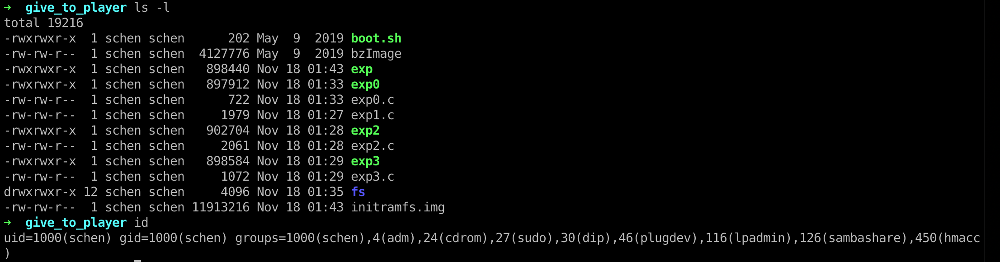 ➜  give_to_player ls -l
total 19216
-rwxrwxr-x  1 schen schen      202 May  9  2019 boot.sh
-rw-rw-r--  1 schen schen  4127776 May  9  2019 bzImage
-rwxrwxr-x  1 schen schen   898440 Nov 18 01:43 exp
-rwxrwxr-x  1 schen schen   897912 Nov 18 01:33 exp0
-rw-rw-r--  1 schen schen      722 Nov 18 01:33 exp0.c
-rw-rw-r--  1 schen schen     1979 Nov 18 01:27 exp1.c
-rwxrwxr-x  1 schen schen   902704 Nov 18 01:28 exp2
-rw-rw-r--  1 schen schen     2061 Nov 18 01:28 exp2.c
-rwxrwxr-x  1 schen schen   898584 Nov 18 01:29 exp3
-rw-rw-r--  1 schen schen     1072 Nov 18 01:29 exp3.c
drwxrwxr-x 12 schen schen     4096 Nov 18 01:35 fs
-rw-rw-r--  1 schen schen 11913216 Nov 18 01:43 initramfs.img
➜  give_to_player id
uid=1000(schen) gid=1000(schen) groups=1000(schen),4(adm),24(cdrom),27(sudo),30(dip),46(plugdev),116(lpadmin),126(sambashare),450(hmacc
)